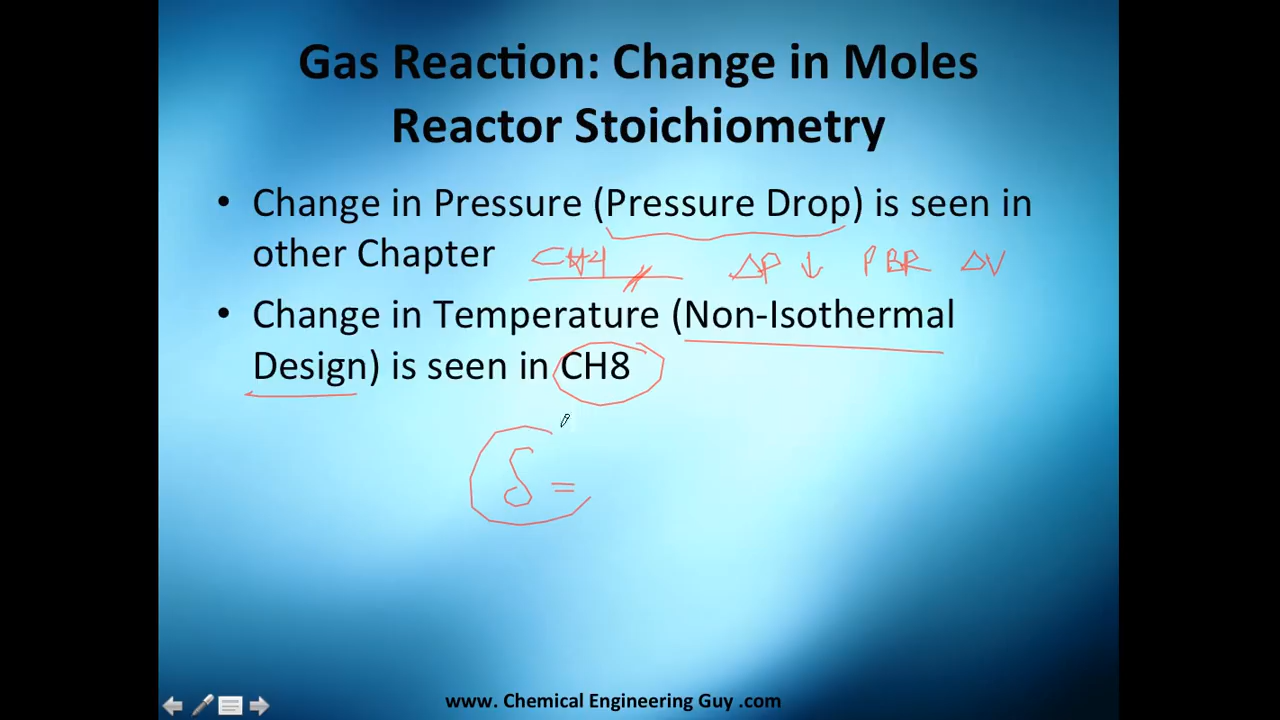 Gas Reaction: Change in Moles
Reactor Stoichiometry
• Change in Pressure (Pressure Drop) is seen in
other Chapter CH4 ΔP ↓ PBR ΔV
• Change in Temperature (Non-Isothermal
Design) is seen in CH8
δ =
www. Chemical Engineering Guy .com